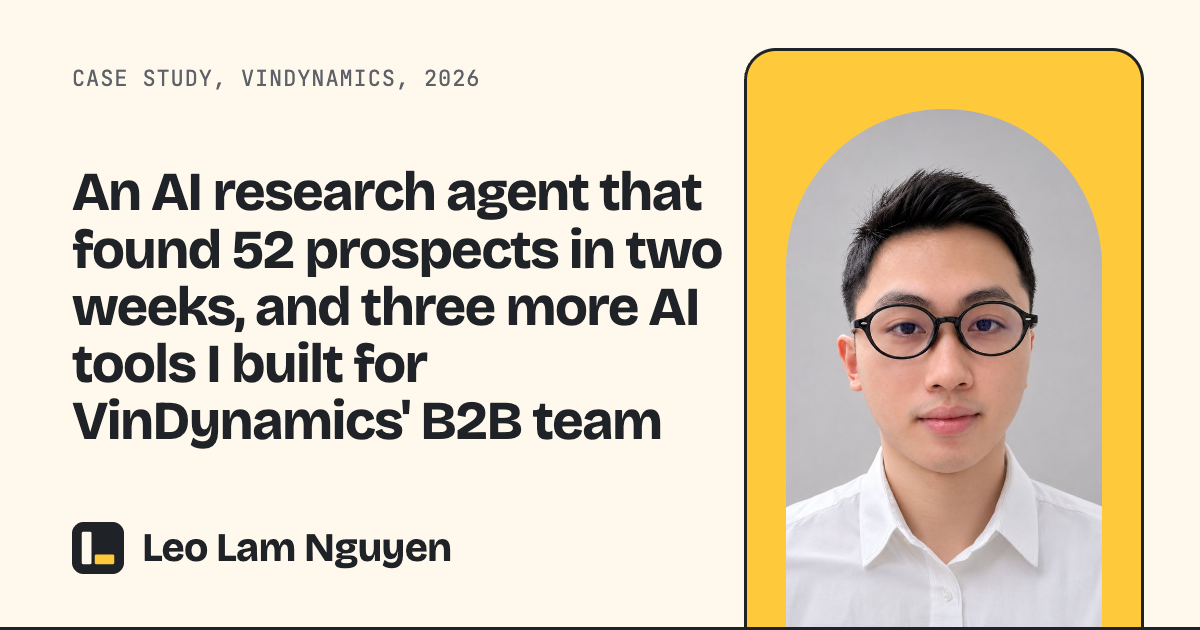 CASE STUDY, VINDYNAMICS, 2026
An AI research agent that
found 52 prospects in two
weeks, and three more AI
tools I built for
VinDynamics' B2B team
Leo Lam Nguyen